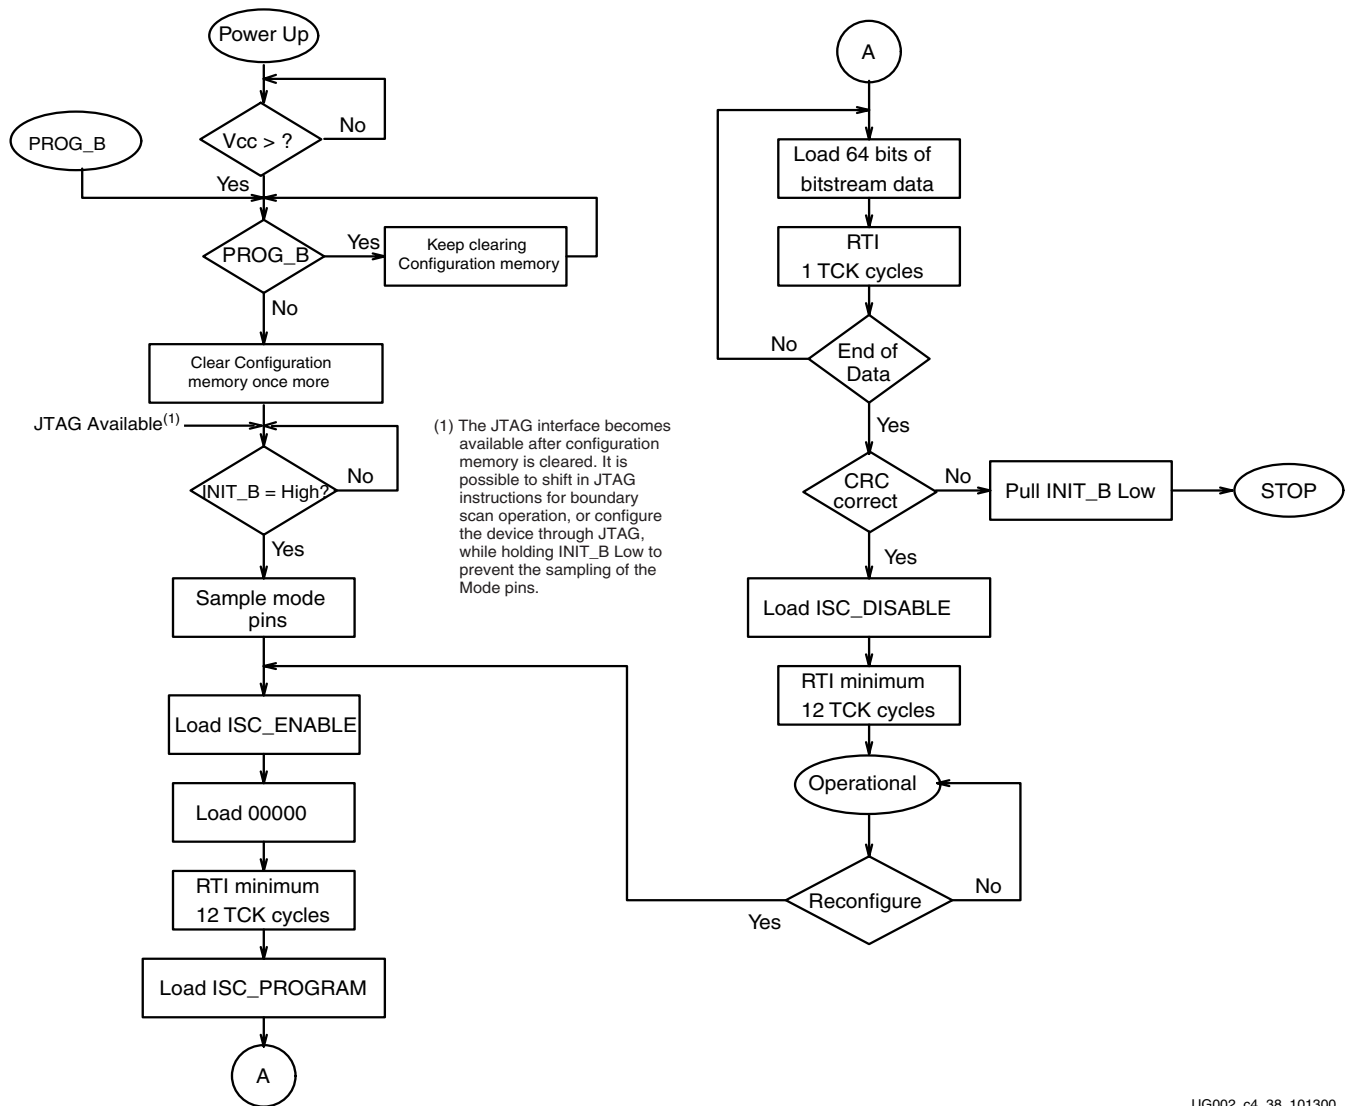 Power Up
No
Vcc > ?
PROG_B
Yes
PROG_B
Yes
Keep clearing
Configuration memory
No
Clear Configuration
memory once more
JTAG Available(1)
No
INIT_B = High?
Yes
Sample mode
pins
Load ISC_ENABLE
Load 00000
RTI minimum
12 TCK cycles
Load ISC_PROGRAM
A
(1) The JTAG interface becomes
available after configuration
memory is cleared. It is
possible to shift in JTAG
instructions for boundary
scan operation, or configure
the device through JTAG,
while holding INIT_B Low to
prevent the sampling of the
Mode pins.
A
Load 64 bits of
bitstream data
RTI
1 TCK cycles
No
End of
Data
Yes
CRC
correct
No
Pull INIT_B Low
STOP
Yes
Load ISC_DISABLE
RTI minimum
12 TCK cycles
Operational
Reconfigure
No
Yes
UG002_c4_38_101300